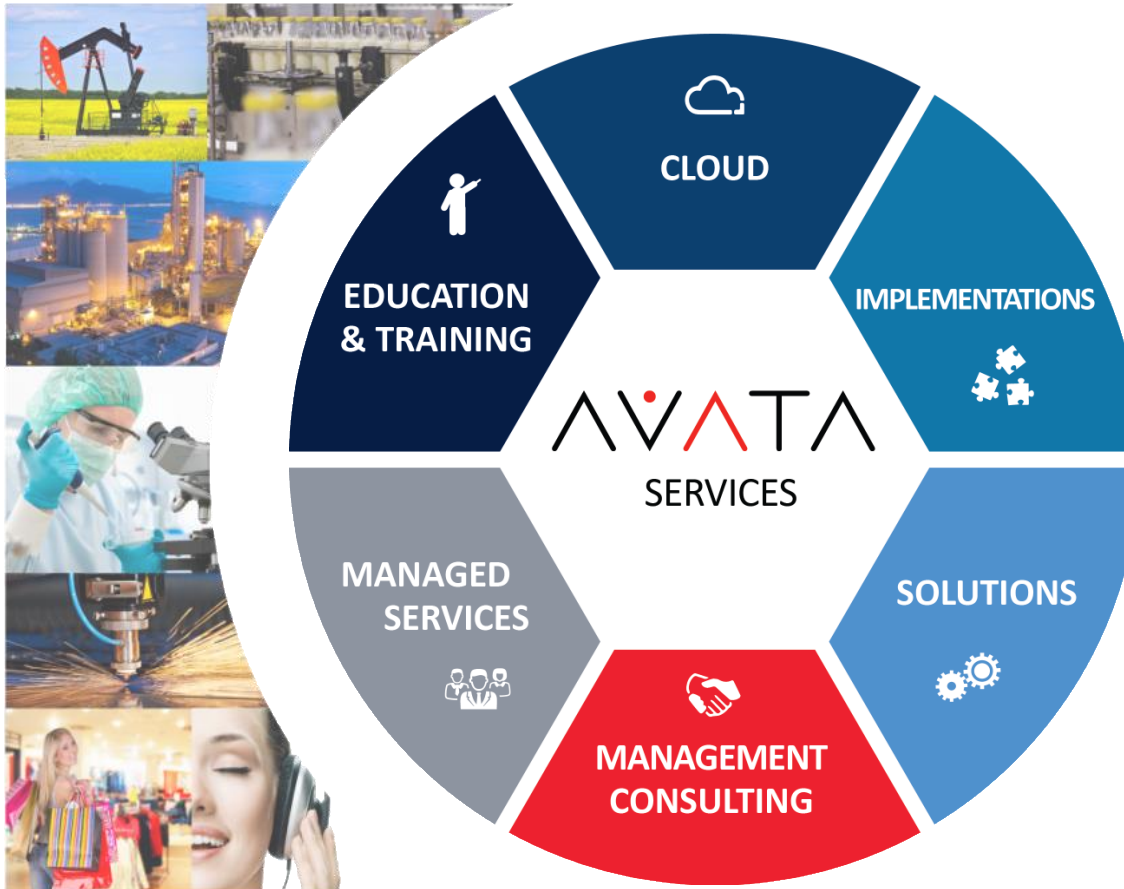 CLOUD
IMPLEMENTATIONS
SOLUTIONS
MANAGEMENT
CONSULTING
MANAGED
SERVICES
EDUCATION
& TRAINING
AVATA
SERVICES